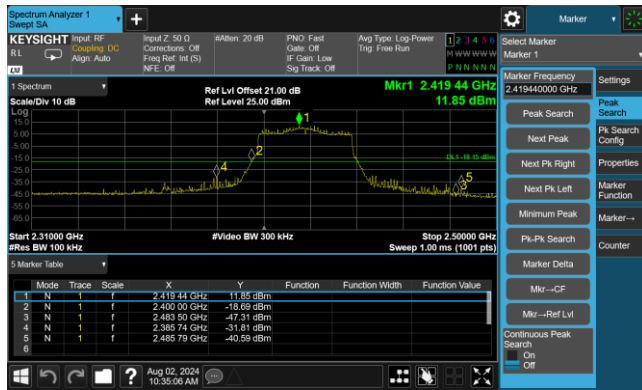 Spectrum Analyzer 1
Swept SA
+
Marker
KEYSIGHT
RL
LXI
Input: RF
Coupling: DC
Align: Auto
Input Z: 50 Ω
Corrections: Off
Freq Ref: Int (S)
NFE: Off
#Atten: 20 dB
PNO: Fast
Gate: Off
IF Gain: Low
Sig Track: Off
Avg Type: Log-Power
Trig: Free Run
1 2 3 4 5 6
M W W W W W
P N N N N N
Select Marker
Marker 1
1 Spectrum
Scale/Div 10 dB
Ref Lvl Offset 21.00 dB
Ref Level 25.00 dBm
Mkr1 2.419 44 GHz
11.85 dBm
Log
15.0
5.00
-5.00
-15.0
-25.0
-35.0
-45.0
-55.0
-65.0
1
2
4
5
3
DL1 -18.15 dBm
Start 2.31000 GHz
#Res BW 100 kHz
#Video BW 300 kHz
Stop 2.50000 GHz
Sweep 1.00 ms (1001 pts)
5 Marker Table
Mode Trace Scale X Y Function Function Width Function Value
1 N 1 f 2.419 44 GHz 11.85 dBm
2 N 1 f 2.400 00 GHz -18.69 dBm
3 N 1 f 2.483 50 GHz -47.31 dBm
4 N 1 f 2.385 74 GHz -31.81 dBm
5 N 1 f 2.485 79 GHz -40.59 dBm
6
Marker Frequency
2.419440000 GHz
Peak Search
Next Peak
Next Pk Right
Next Pk Left
Minimum Peak
Pk-Pk Search
Marker Delta
Mkr→CF
Mkr→Ref Lvl
Continuous Peak
Search
On
Off
Settings
Peak
Search
Pk Search
Config
Properties
Marker
Function
Marker→
Counter
?
Aug 02, 2024
10:35:06 AM